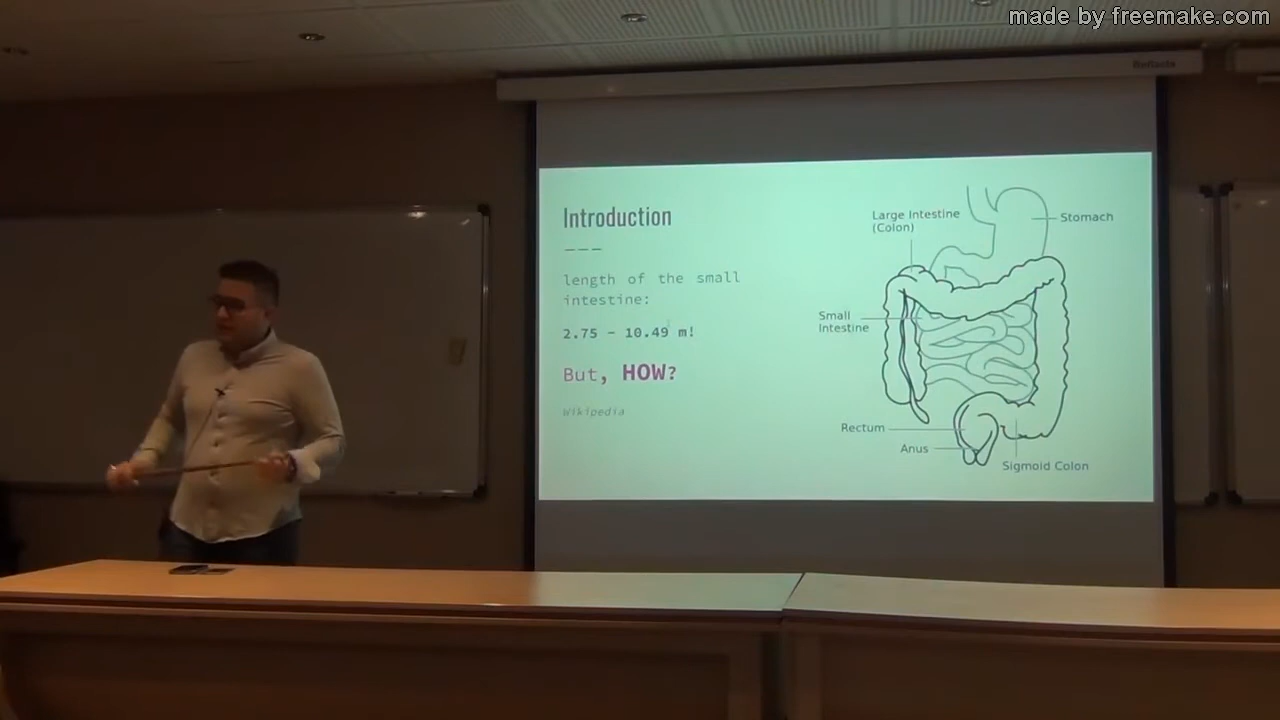 made by freemake.com
Reflecta
Introduction
———
length of the small
intestine:
2.75 - 10.49 m!
But, HOW?
Wikipedia
Large Intestine
(Colon)
Stomach
Small
Intestine
Rectum
Anus
Sigmoid Colon